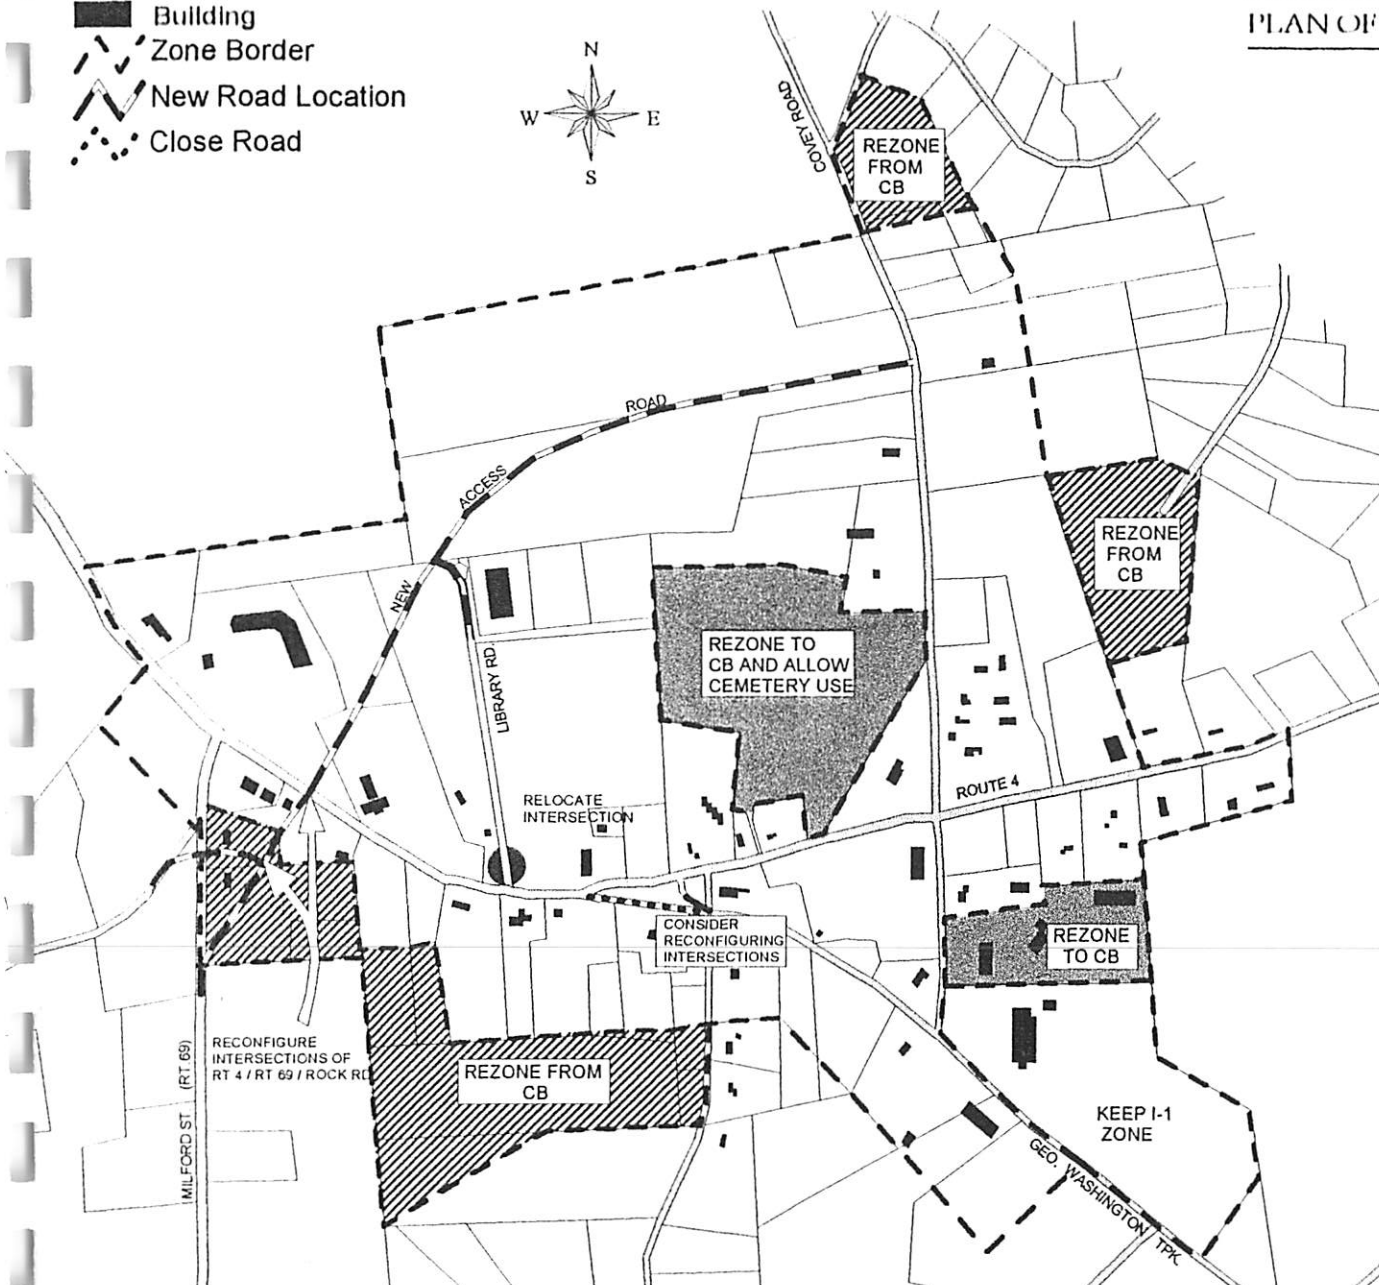 Building
PLAN OF
Zone Border
New Road Location
Close Road
N
W E
S
COVEY ROAD
REZONE
FROM
CB
ROAD
ACCESS
NEW
REZONE
FROM
CB
LIBRARY RD.
REZONE TO
CB AND ALLOW
CEMETERY USE
ROUTE 4
RELOCATE
INTERSECTION
CONSIDER
RECONFIGURING
INTERSECTIONS
REZONE
TO CB
RECONFIGURE
INTERSECTIONS OF
RT 4 / RT 69 / ROCK RD
MILFORD ST (RT 69)
REZONE FROM
CB
KEEP I-1
ZONE
GEO. WASHINGTON TPK.